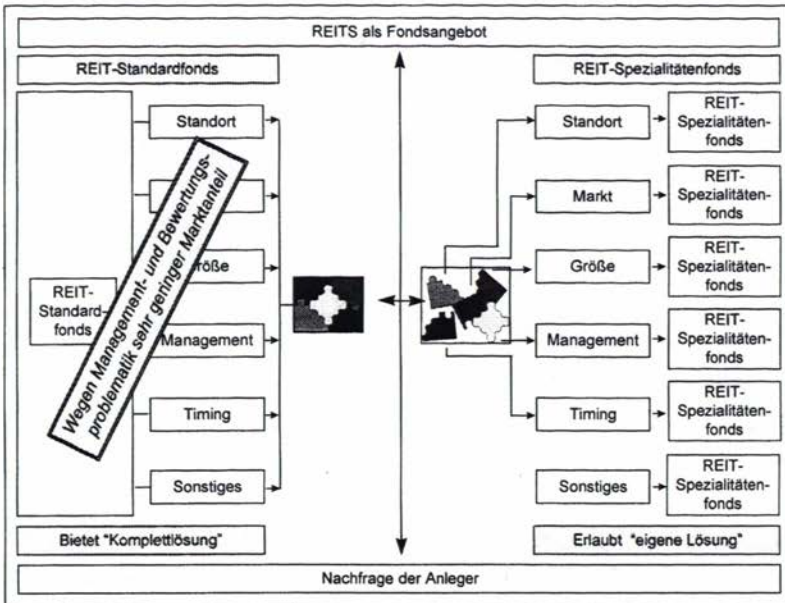 REITS als Fondsangebot
REIT-Standardfonds
REIT-Spezialitätenfonds
REIT-
Standard-
fonds
Standort
röße
Management
Timing
Sonstiges
Wegen Management- und Bewertungs-
problematik sehr geringer Marktanteil
Standort
REIT-
Spezialitäten-
fonds
Markt
REIT-
Spezialitäten-
fonds
Größe
REIT-
Spezialitäten-
fonds
Management
REIT-
Spezialitäten-
fonds
Timing
REIT-
Spezialitäten-
fonds
Sonstiges
REIT-
Spezialitäten-
fonds
Bietet "Komplettlösung"
Erlaubt "eigene Lösung"
Nachfrage der Anleger